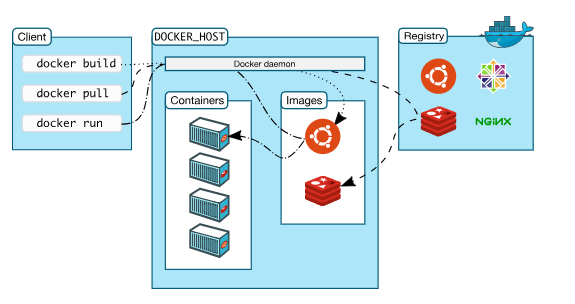 Client
docker build
docker pull
docker run
DOCKER_HOST
Docker daemon
Containers
Images
Registry
NGINX